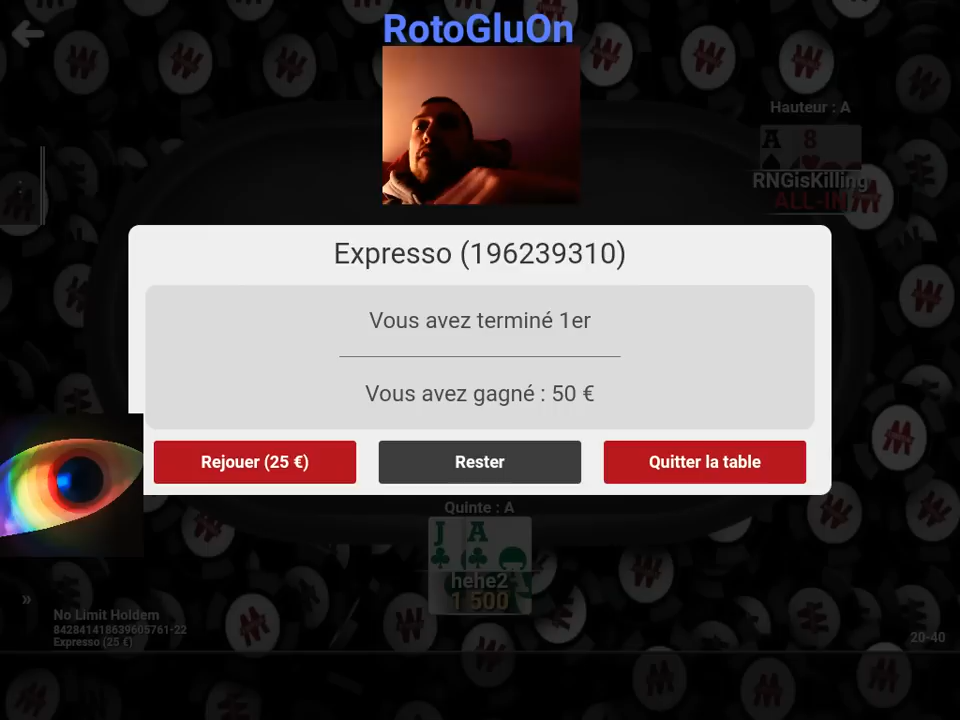 RotoGluOn
Hauteur : A
A 8
RNGisKilling
ALL-IN
Expresso (196239310)
Vous avez terminé 1er
Vous avez gagné : 50 €
Rejouer (25 €)
Rester
Quitter la table
Quinte : A
J A
hehe2
1 500
»
No Limit Holdem
842841418639605761-22
Expresso (25 €)
20-40